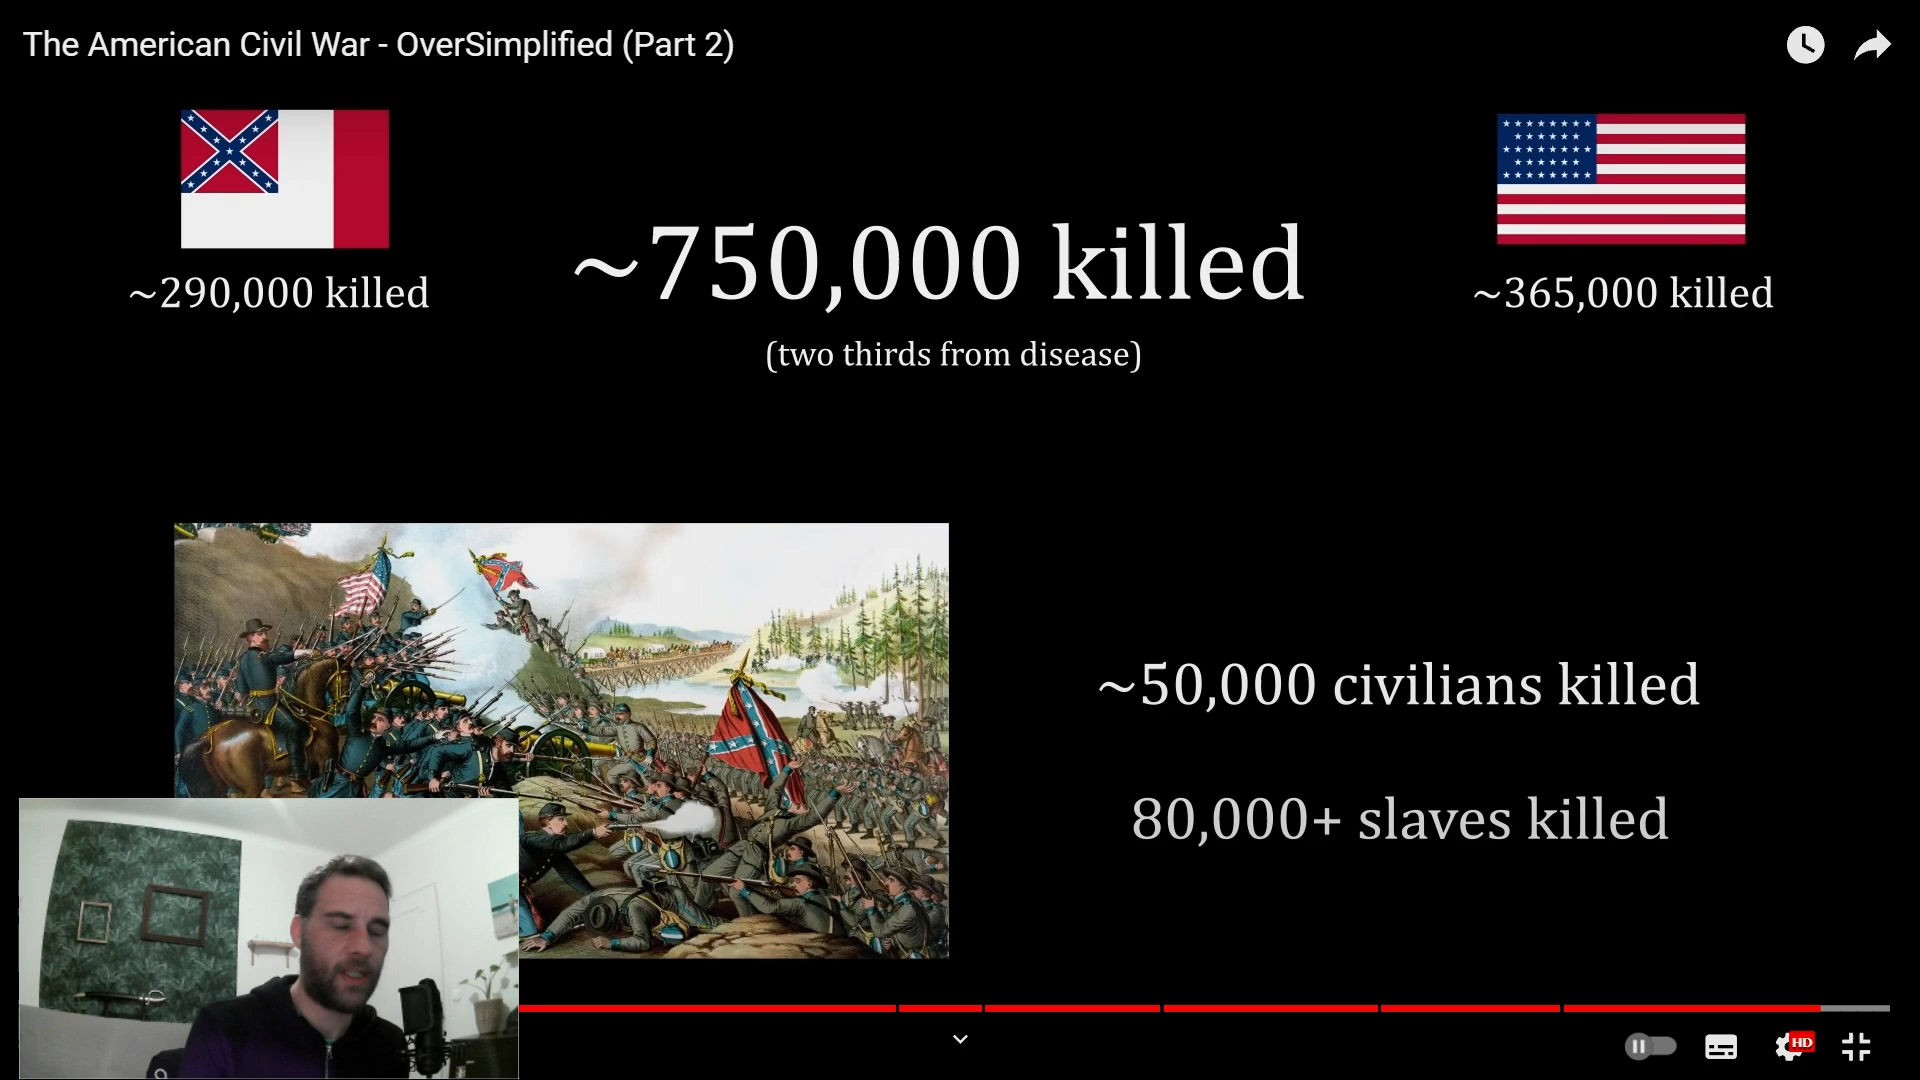 The American Civil War - OverSimplified (Part 2)
~290,000 killed
~750,000 killed
(two thirds from disease)
~365,000 killed
~50,000 civilians killed
80,000+ slaves killed
HD